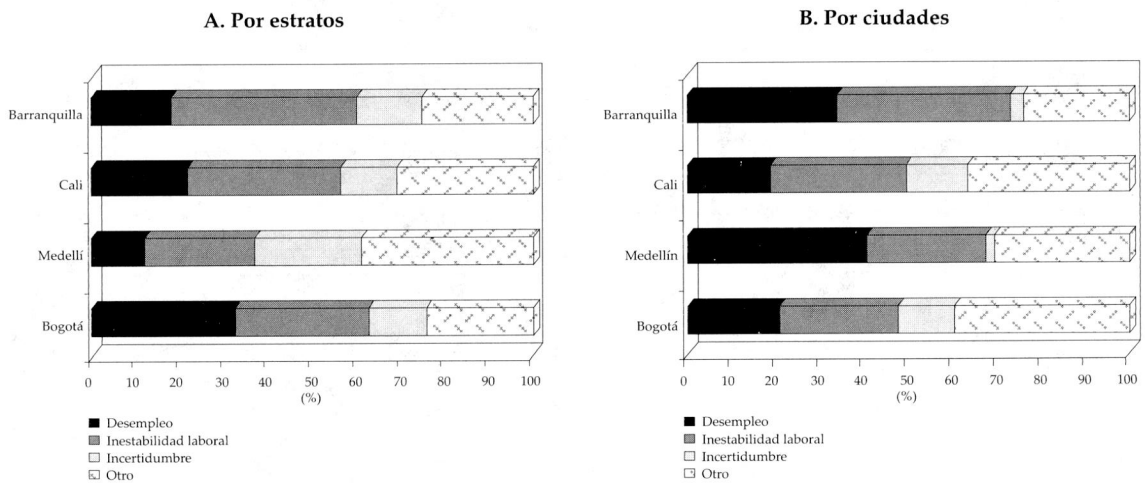 A. Por estratos
Barranquilla
Cali
Medellí
Bogotá
0 10 20 30 40 50 60 70 80 90 100
(%)
Desempleo
Inestabilidad laboral
Incertidumbre
Otro
B. Por ciudades
Barranquilla
Cali
Medellín
Bogotá
0 10 20 30 40 50 60 70 80 90 100
(%)
Desempleo
Inestabilidad laboral
Incertidumbre
Otro